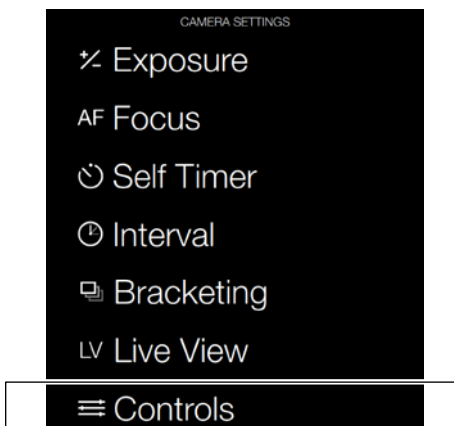 CAMERA SETTINGS
Exposure
AF Focus
Self Timer
Interval
Bracketing
LV Live View
Controls